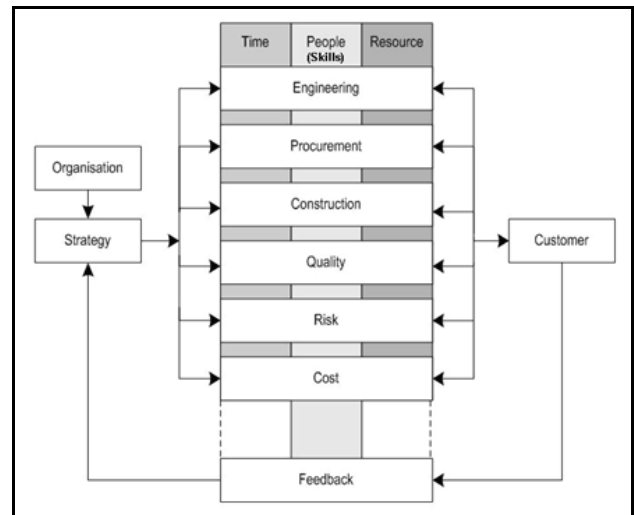 Time
People
(Skills)
Resource
Engineering
Procurement
Organisation
Construction
Strategy
Customer
Quality
Risk
Cost
Feedback